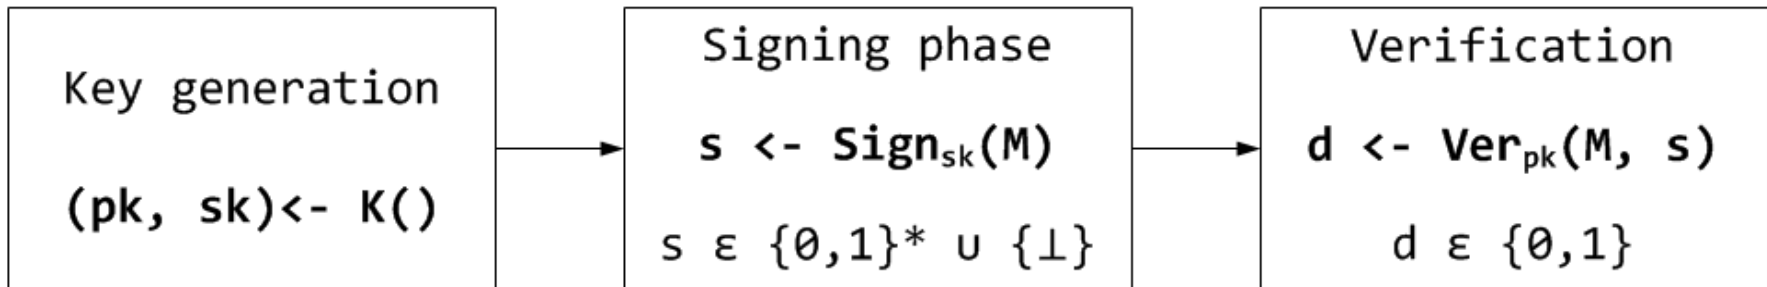 Key generation
(pk, sk)<- K()
Signing phase
s <- Signsk(M)
s ε {0,1}* ∪ {⊥}
Verification
d <- Verpk(M, s)
d ε {0,1}